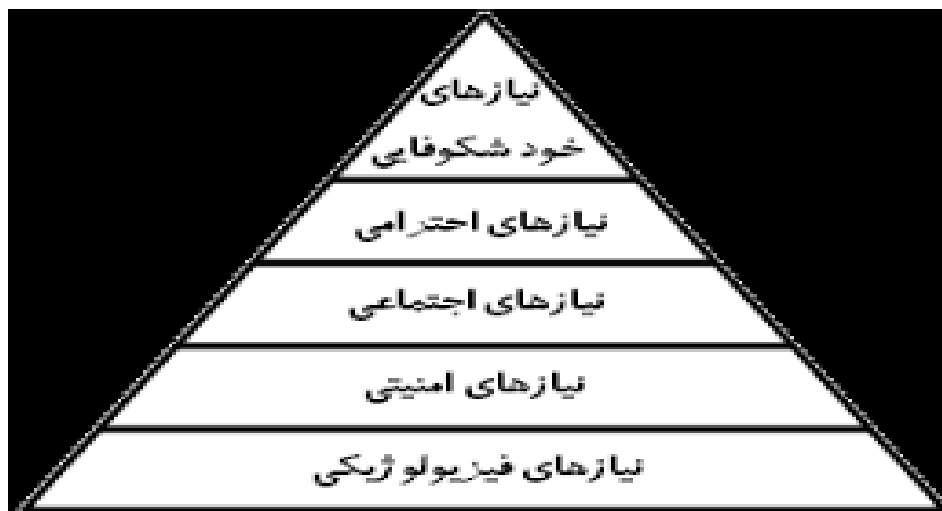 نیازهای
خود شکوفایی
نیازهای احترامی
نیازهای اجتماعی
نیازهای امنیتی
نیازهای فیزیولوژیکی